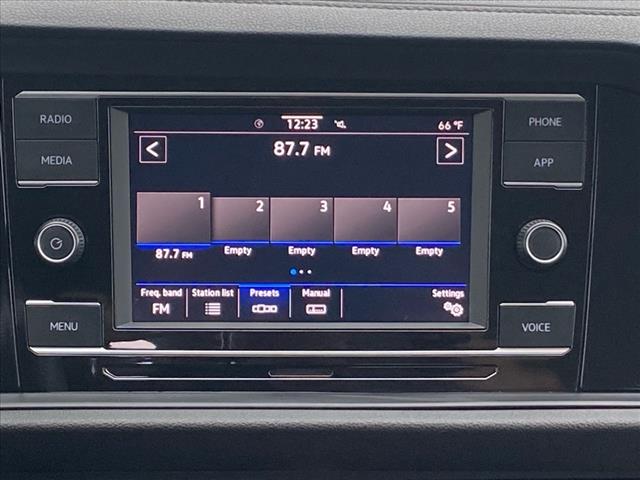 RADIO
MEDIA
MENU
PHONE
APP
VOICE
12:23
66 °F
87.7 FM
1
2
3
4
5
87.7 FM
Empty
Empty
Empty
Empty
Freq. band
FM
Station list
Presets
Manual
Settings